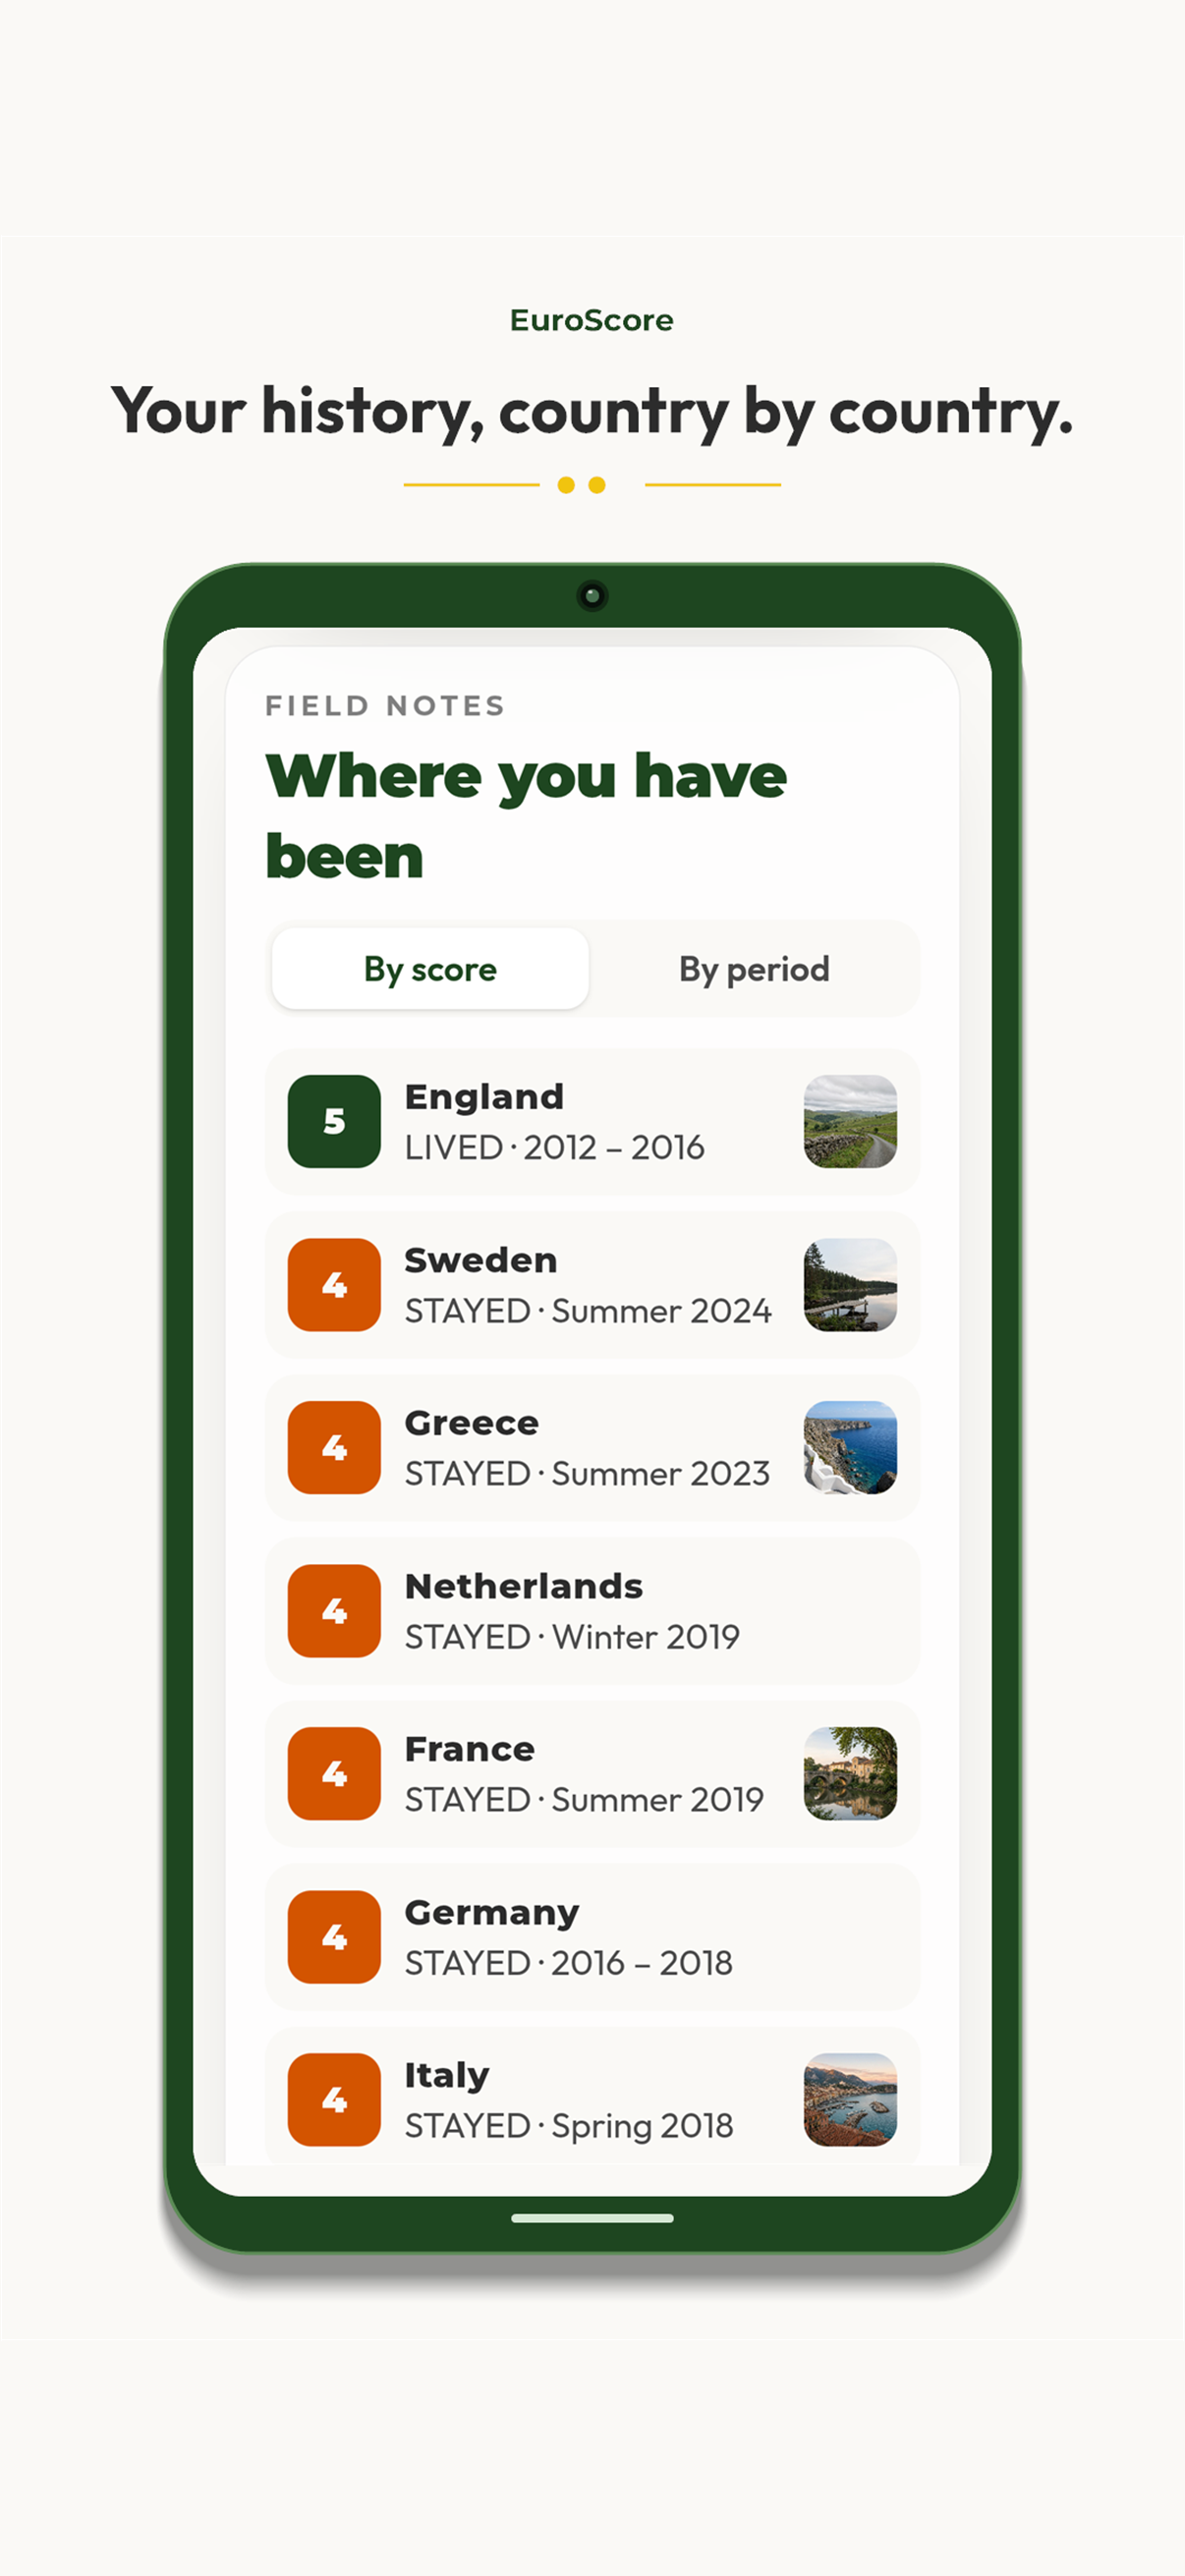 EuroScore
Your history, country by country.
FIELD NOTES
Where you have
been
By score
By period
5
England
LIVED · 2012 – 2016
4
Sweden
STAYED · Summer 2024
4
Greece
STAYED · Summer 2023
4
Netherlands
STAYED · Winter 2019
4
France
STAYED · Summer 2019
4
Germany
STAYED · 2016 – 2018
4
Italy
STAYED · Spring 2018